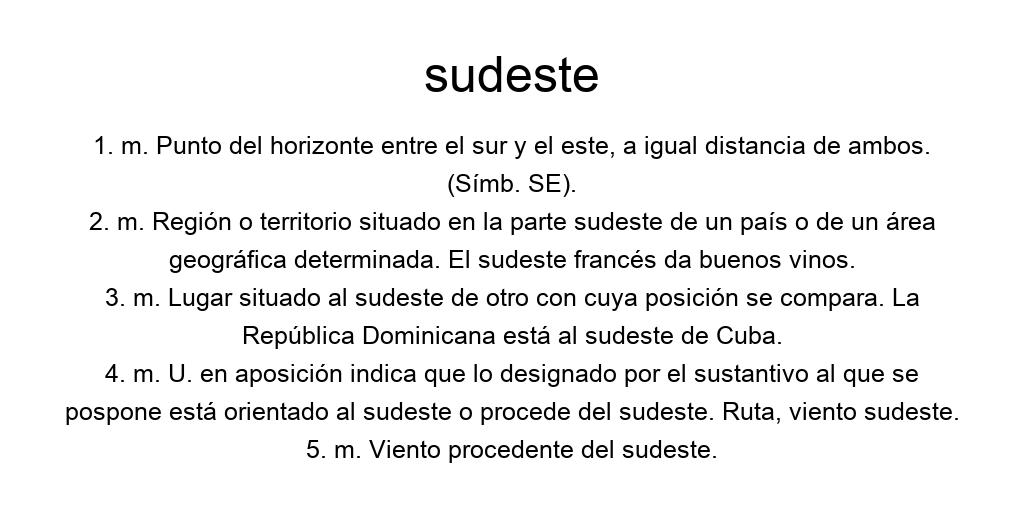 sudeste
1. m. Punto del horizonte entre el sur y el este, a igual distancia de ambos.
(Símb. SE).
2. m. Región o territorio situado en la parte sudeste de un país o de un área
geográfica determinada. El sudeste francés da buenos vinos.
3. m. Lugar situado al sudeste de otro con cuya posición se compara. La
República Dominicana está al sudeste de Cuba.
4. m. U. en aposición indica que lo designado por el sustantivo al que se
pospone está orientado al sudeste o procede del sudeste. Ruta, viento sudeste.
5. m. Viento procedente del sudeste.